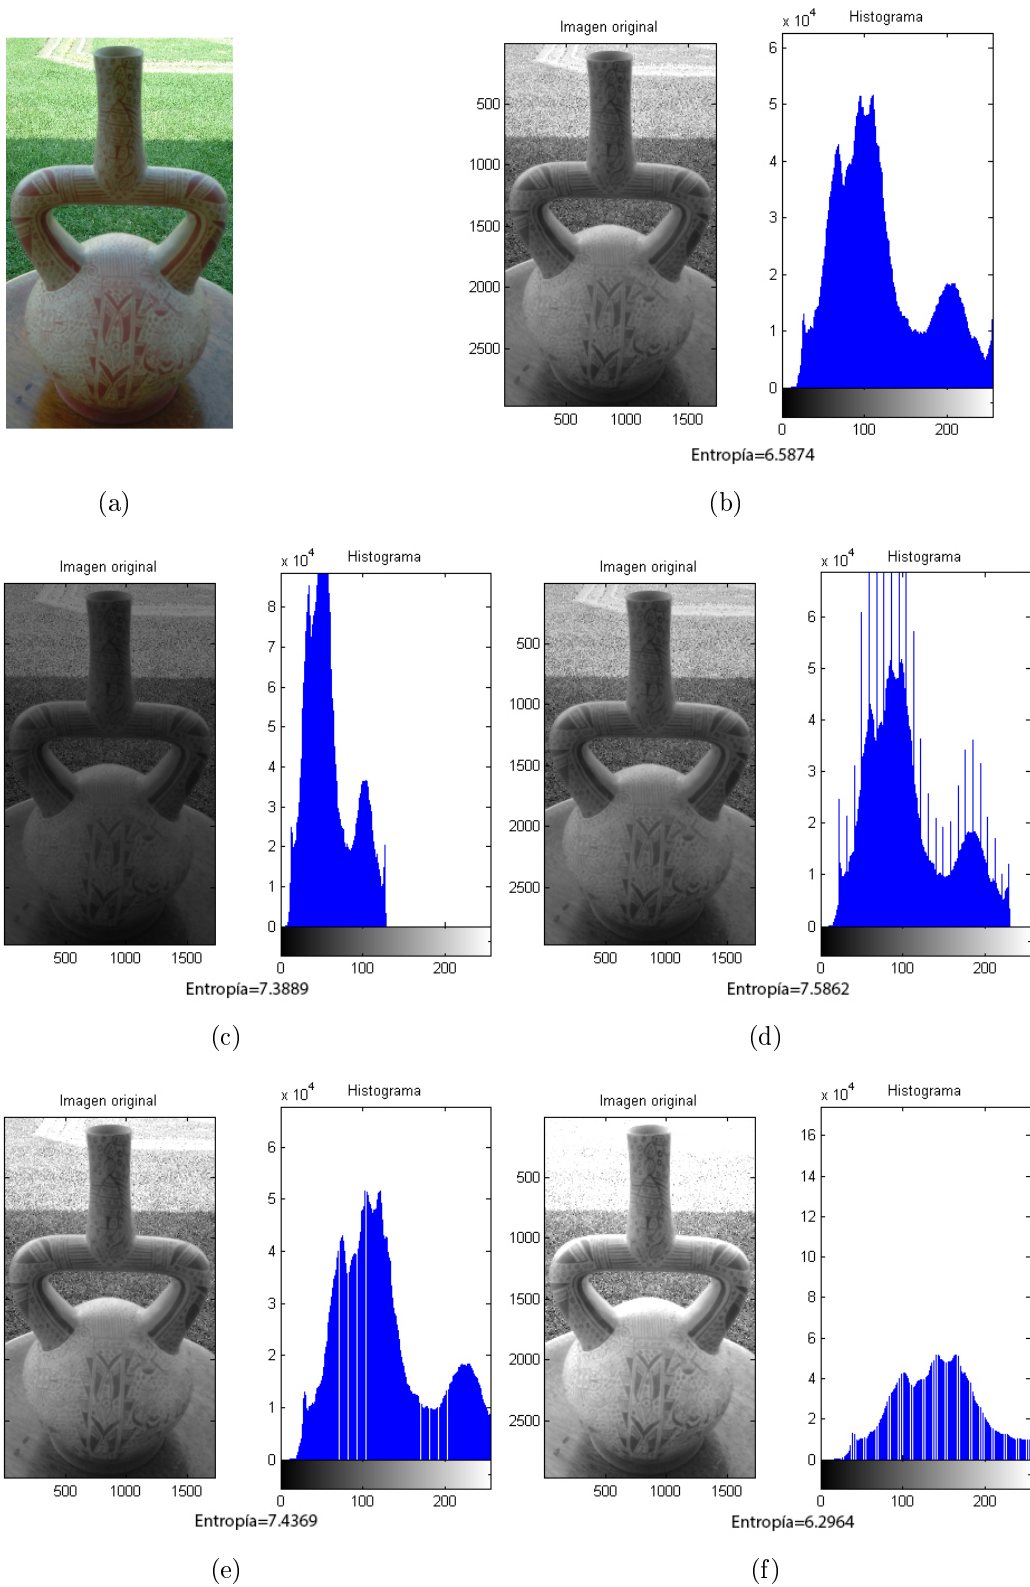 Imagen original
x 10^4
Histograma
500
1000
1500
2000
2500
500 1000 1500
6
5
4
3
2
1
0
0 100 200
Entropía=6.5874
(a)
(b)
Imagen original
x 10^4
Histograma
500 1000 1500
8
7
6
5
4
3
2
1
0
0 100 200
Entropía=7.3889
(c)
Imagen original
x 10^4
Histograma
500
1000
1500
2000
2500
500 1000 1500
6
5
4
3
2
1
0
0 100 200
Entropía=7.5862
(d)
Imagen original
x 10^4
Histograma
500 1000 1500
6
5
4
3
2
1
0
0 100 200
Entropía=7.4369
(e)
Imagen original
x 10^4
Histograma
500
1000
1500
2000
2500
500 1000 1500
16
14
12
10
8
6
4
2
0
0 100 200
Entropía=6.2964
(f)